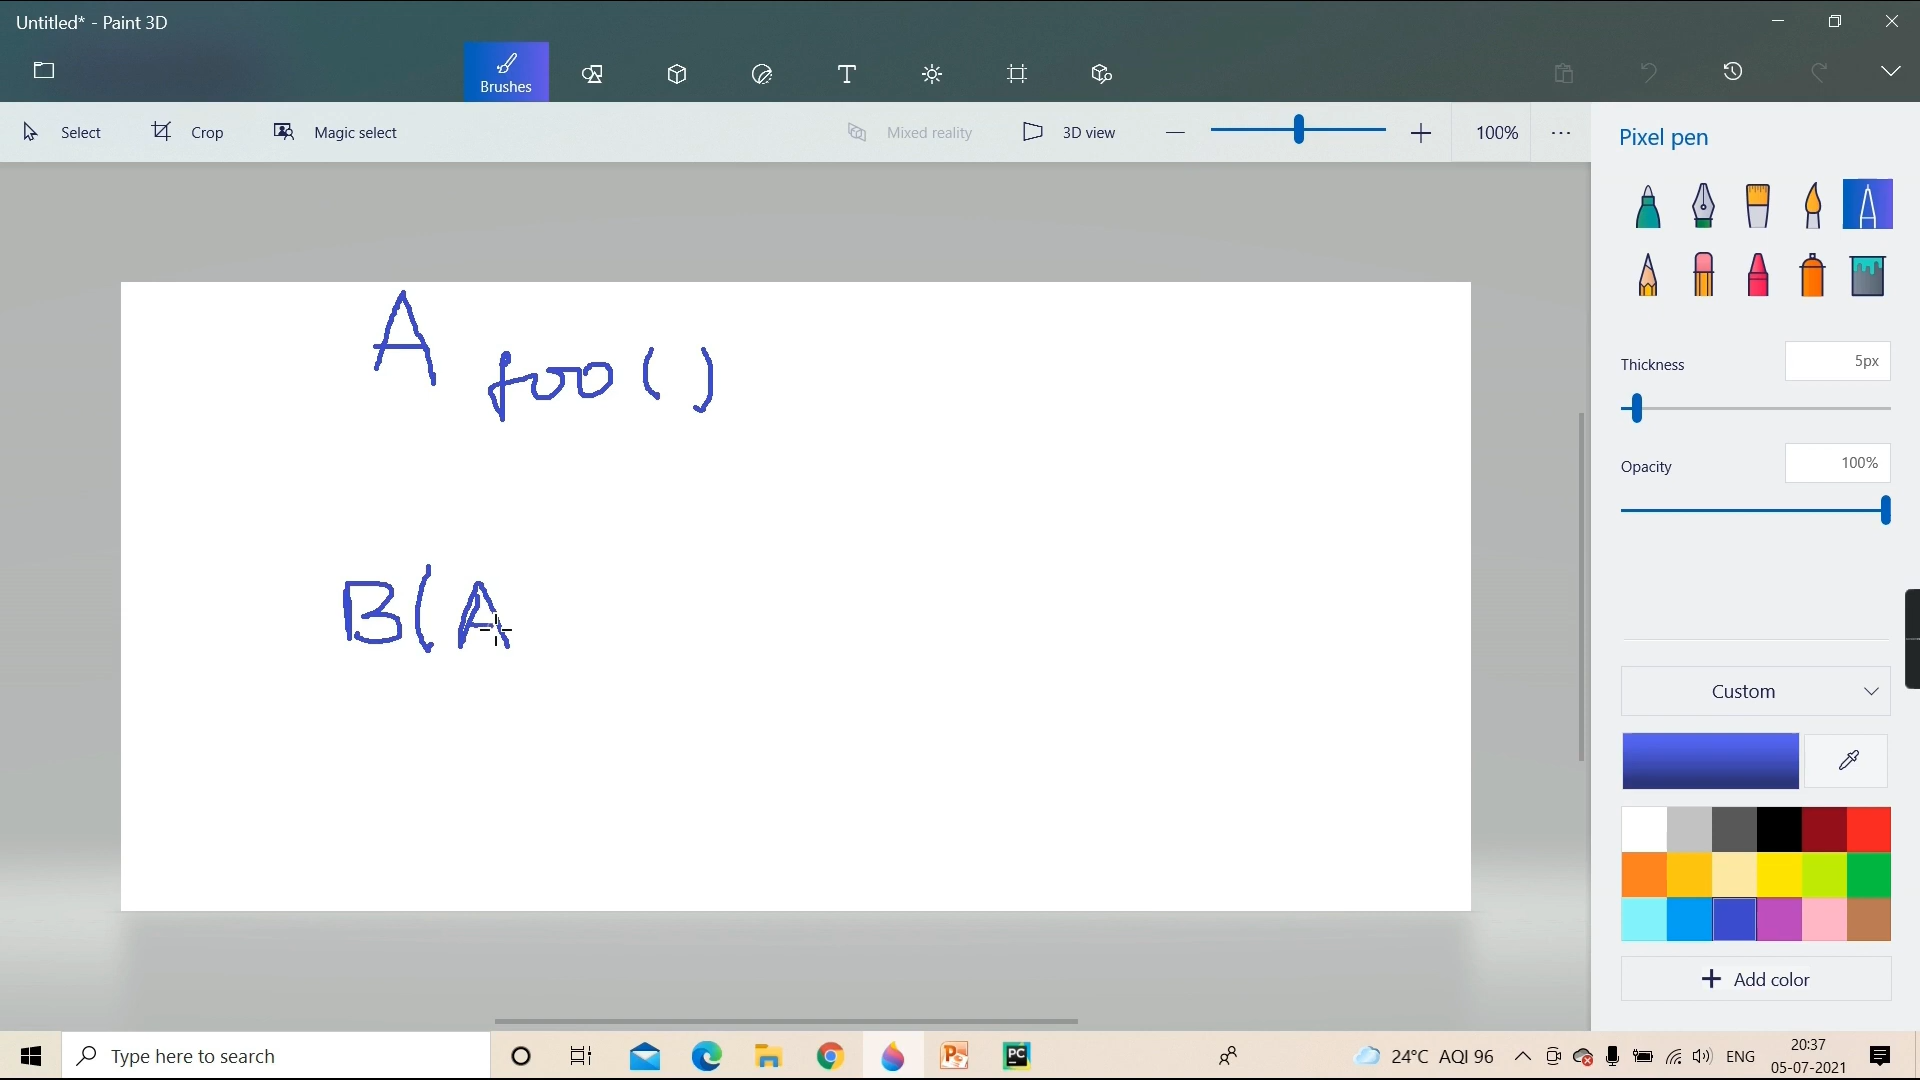 Untitled* - Paint 3D
Brushes
Select Crop Magic select Mixed reality 3D view 100% ...
Pixel pen
A
foo()
B(A
Thickness 5px
Opacity 100%
Custom
+ Add color
Type here to search
PC
24°C AQI 96
ENG
20:37
05-07-2021